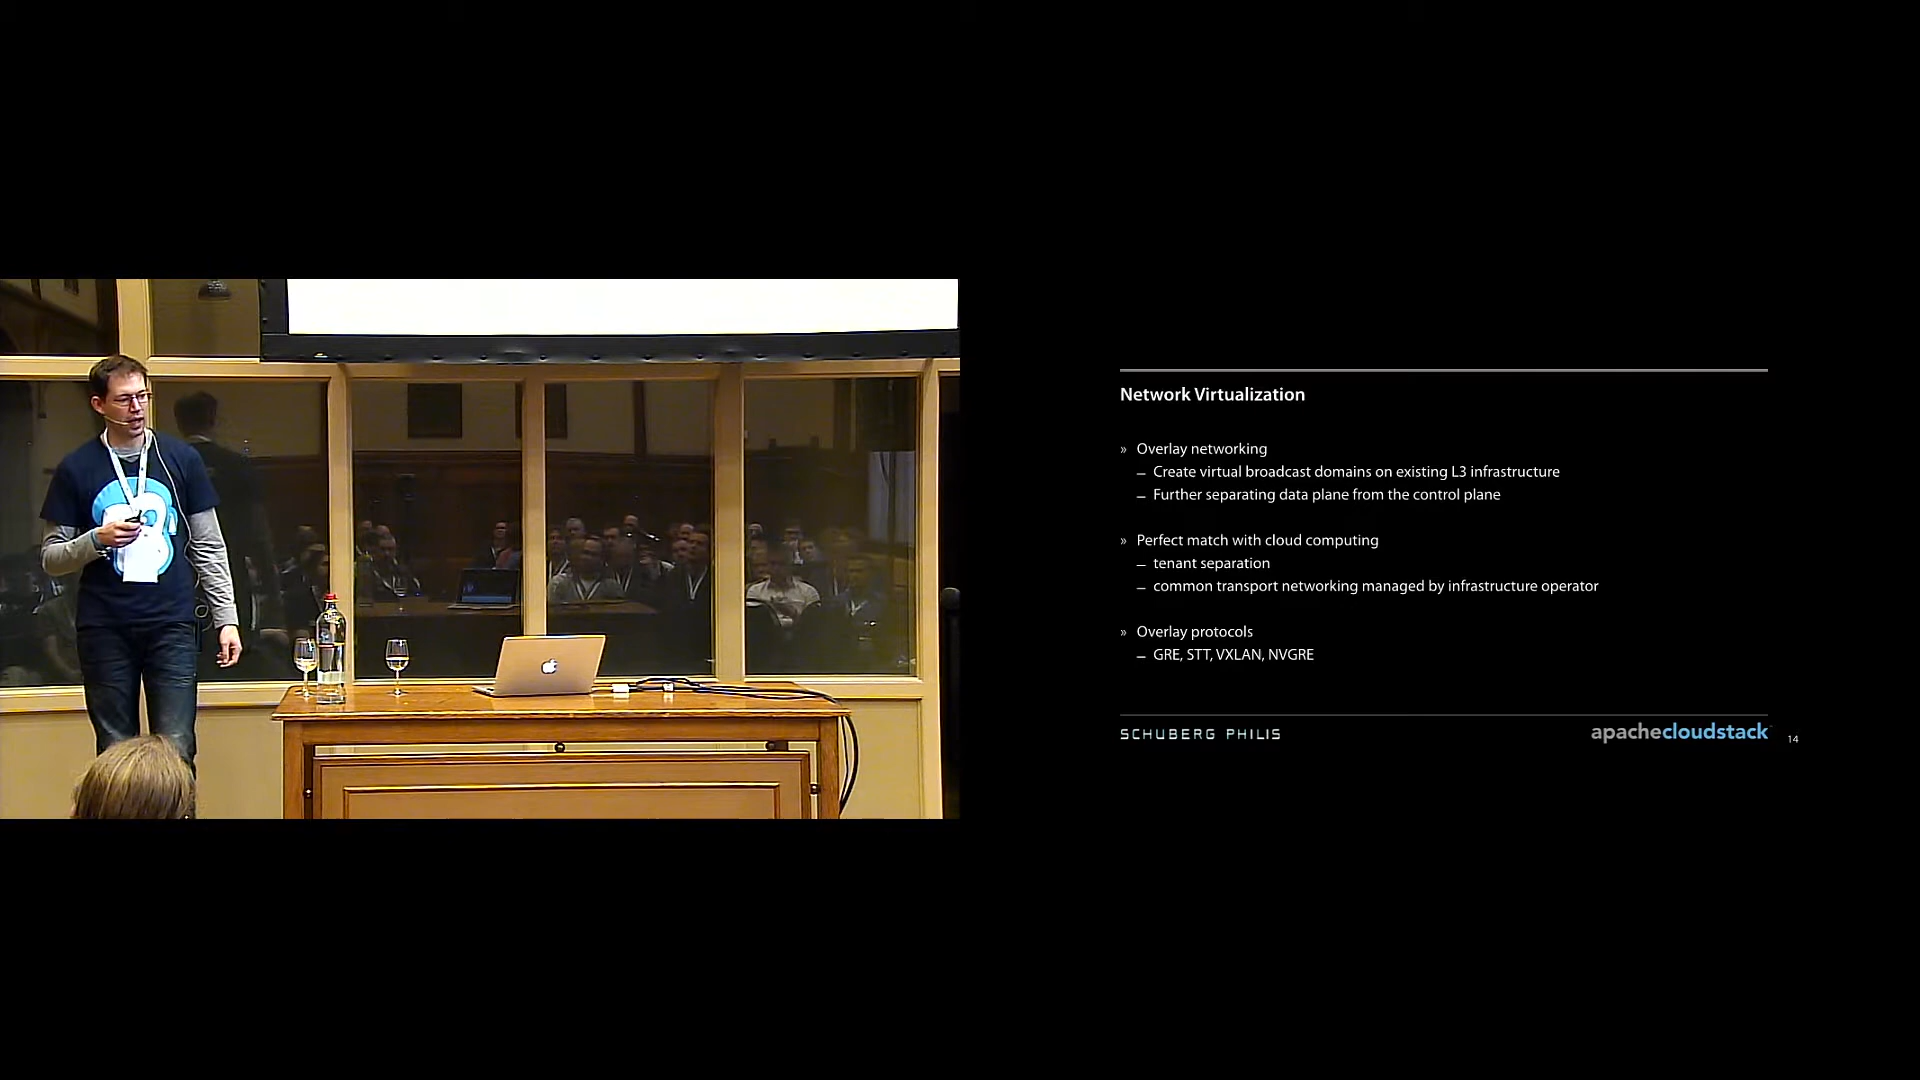 Network Virtualization
» Overlay networking
– Create virtual broadcast domains on existing L3 infrastructure
– Further separating data plane from the control plane
» Perfect match with cloud computing
– tenant separation
– common transport networking managed by infrastructure operator
» Overlay protocols
– GRE, STT, VXLAN, NVGRE
SCHUBERG PHILIS
apachecloudstack
14